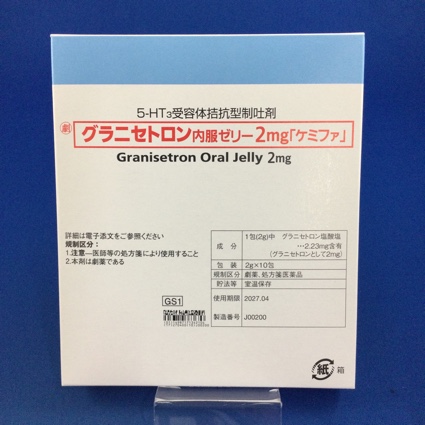 5-HT₃受容体拮抗型制吐剤
劇 グラニセトロン内服ゼリー2mg「ケミファ」
Granisetron Oral Jelly 2mg
詳細は電子添文をご参照ください
規制区分：
1.注意－医師等の処方箋により使用すること
2.本剤は劇薬である
成分 1包(2g)中 グラニセトロン塩酸塩
…2.23mg含有
(グラニセトロンとして2mg)
包装 2g×10包
規制区分 劇薬、処方箋医薬品
貯法等 室温保存
使用期限 2027.04
製造番号 J00200
GS1
紙 箱